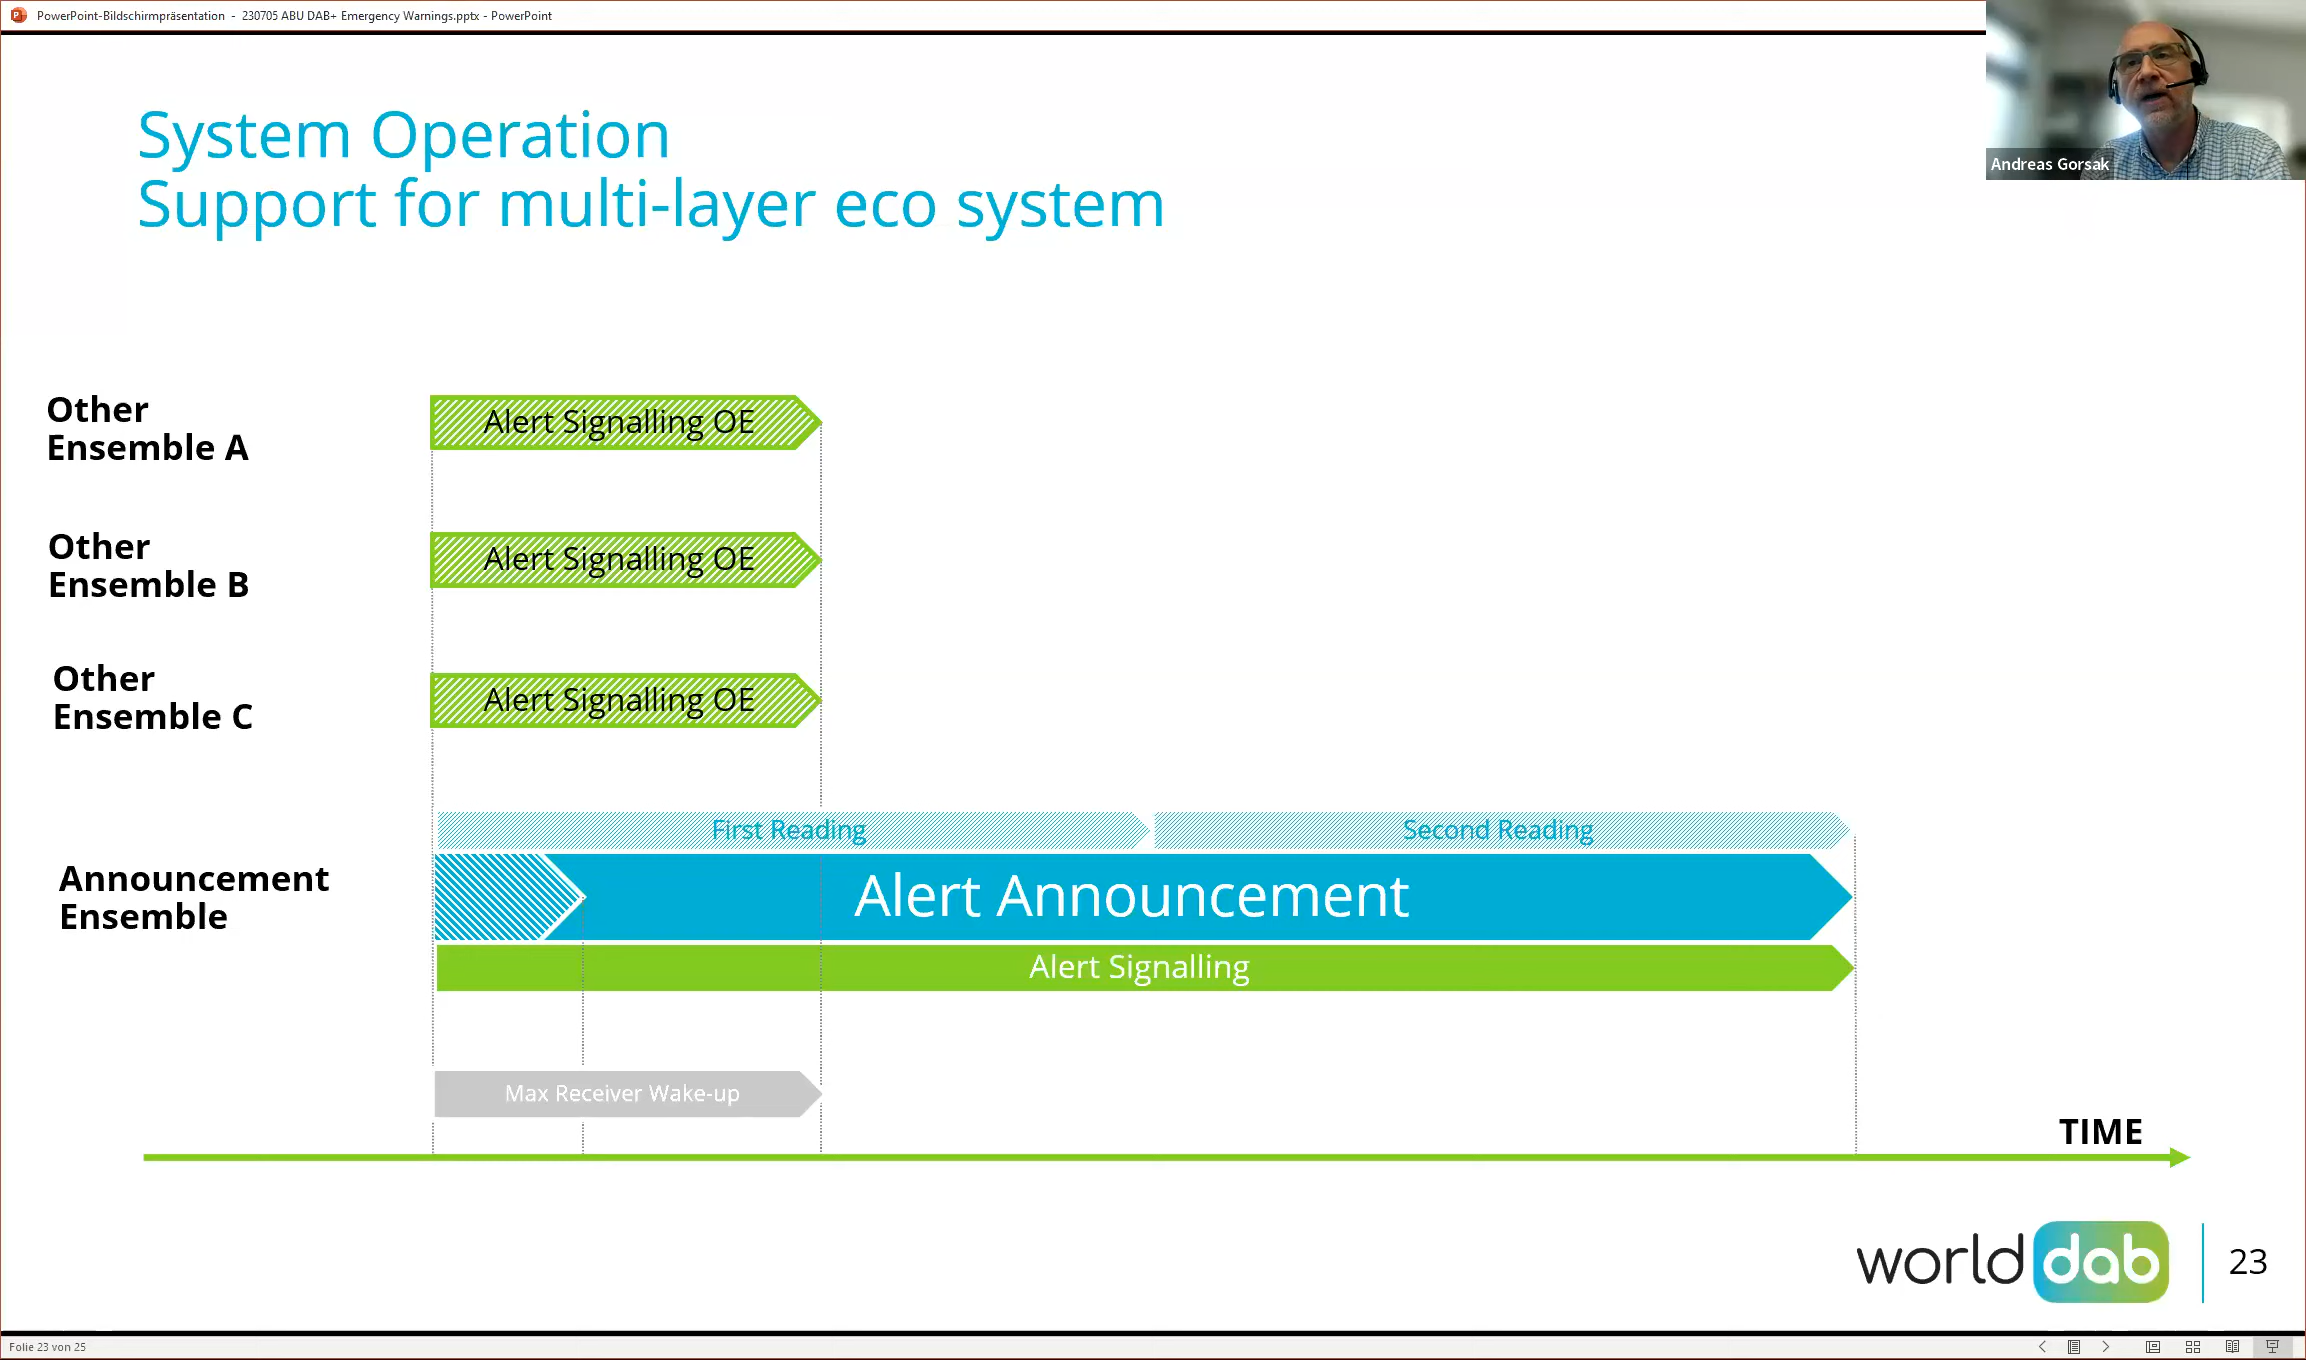 PowerPoint-Bildschirmpräsentation - 230705 ABU DAB+ Emergency Warnings.pptx - PowerPoint
Andreas Gorsak
System Operation
Support for multi-layer eco system
Other
Ensemble A
Alert Signalling OE
Other
Ensemble B
Alert Signalling OE
Other
Ensemble C
Alert Signalling OE
First Reading
Second Reading
Announcement
Ensemble
Alert Announcement
Alert Signalling
Max Receiver Wake-up
TIME
world dab
23
Folie 23 von 25